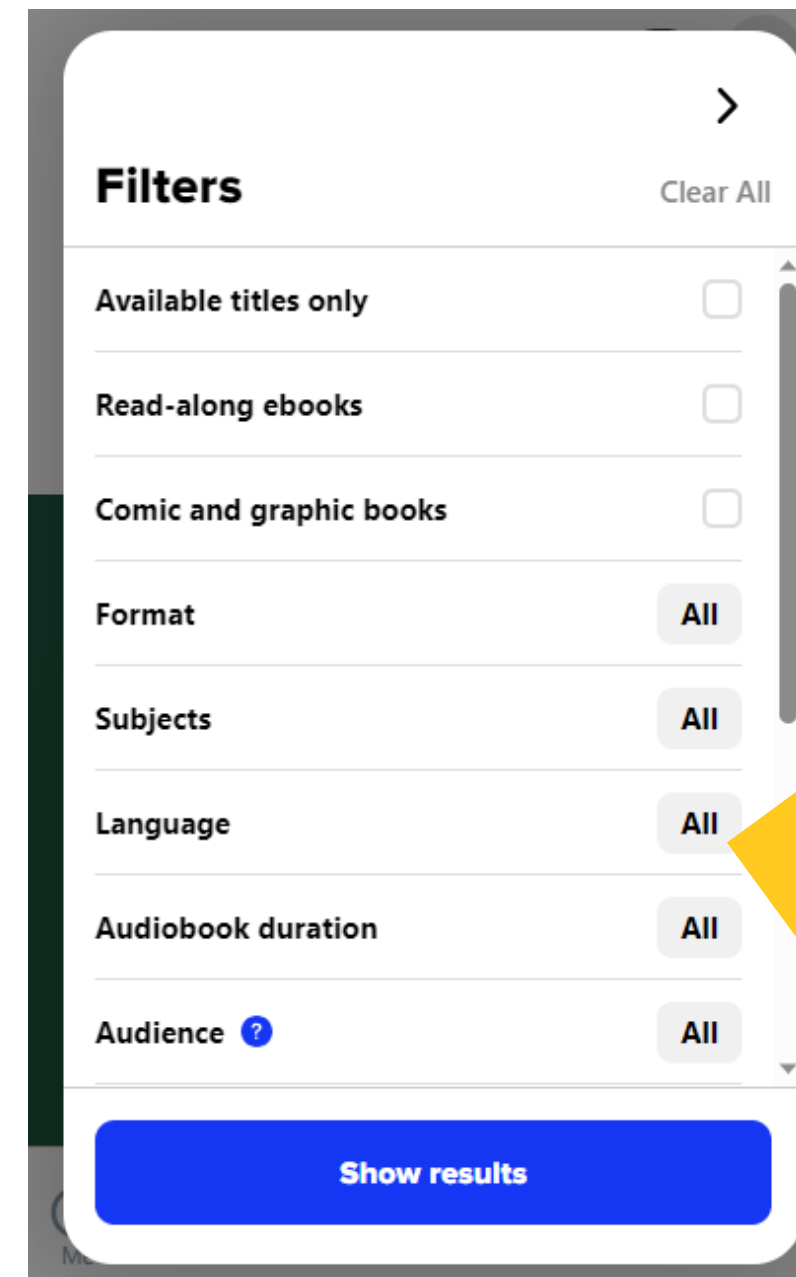 Filters
Clear All
Available titles only
Read-along ebooks
Comic and graphic books
Format All
Subjects All
Language All
Audiobook duration All
Audience ? All
Show results